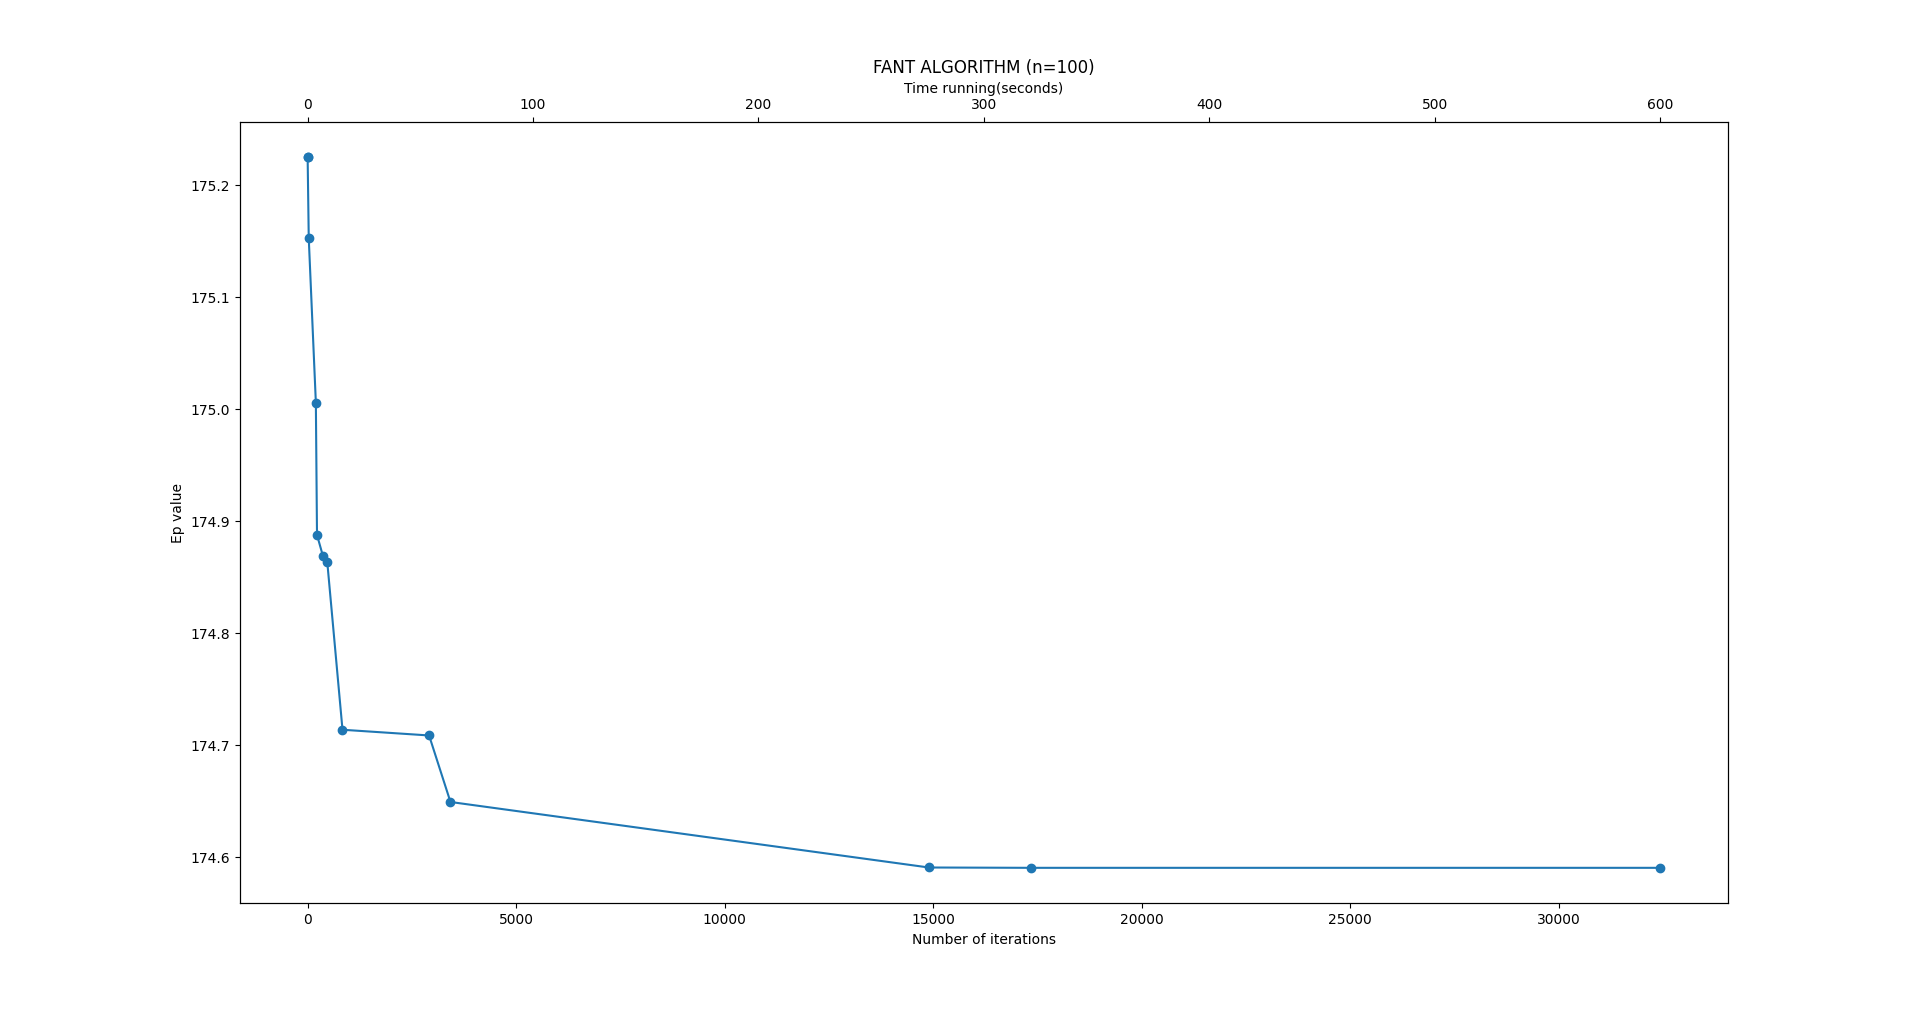 FANT ALGORITHM (n=100)
Time running(seconds)
0 100 200 300 400 500 600
175.2
175.1
175.0
174.9
174.8
174.7
174.6
Ep value
0 5000 10000 15000 20000 25000 30000
Number of iterations